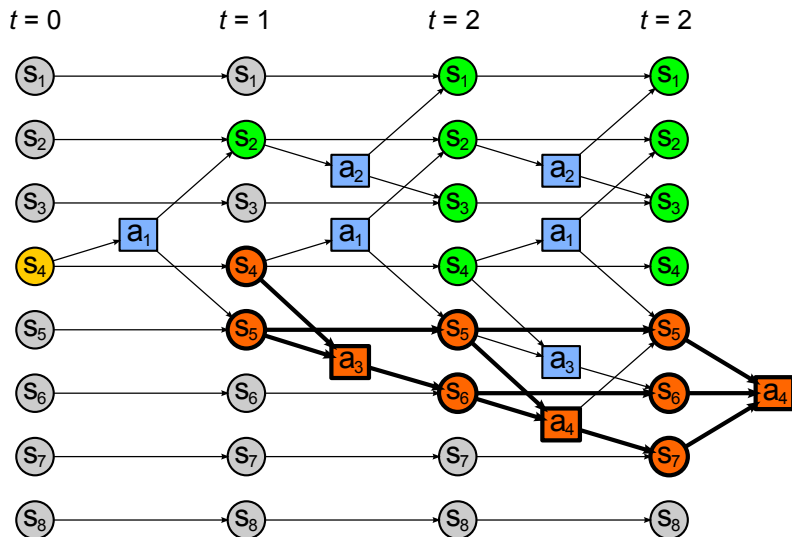 t = 0 t = 1 t = 2 t = 2
s1 s1 s1 s1
s2 s2 s2 s2
a2 a2
s3 s3 s3 s3
a1 a1 a1
s4 s4 s4 s4
s5 s5 s5 s5
a3 a3
s6 s6 s6 s6
a4
a4
s7 s7 s7 s7
s8 s8 s8 s8